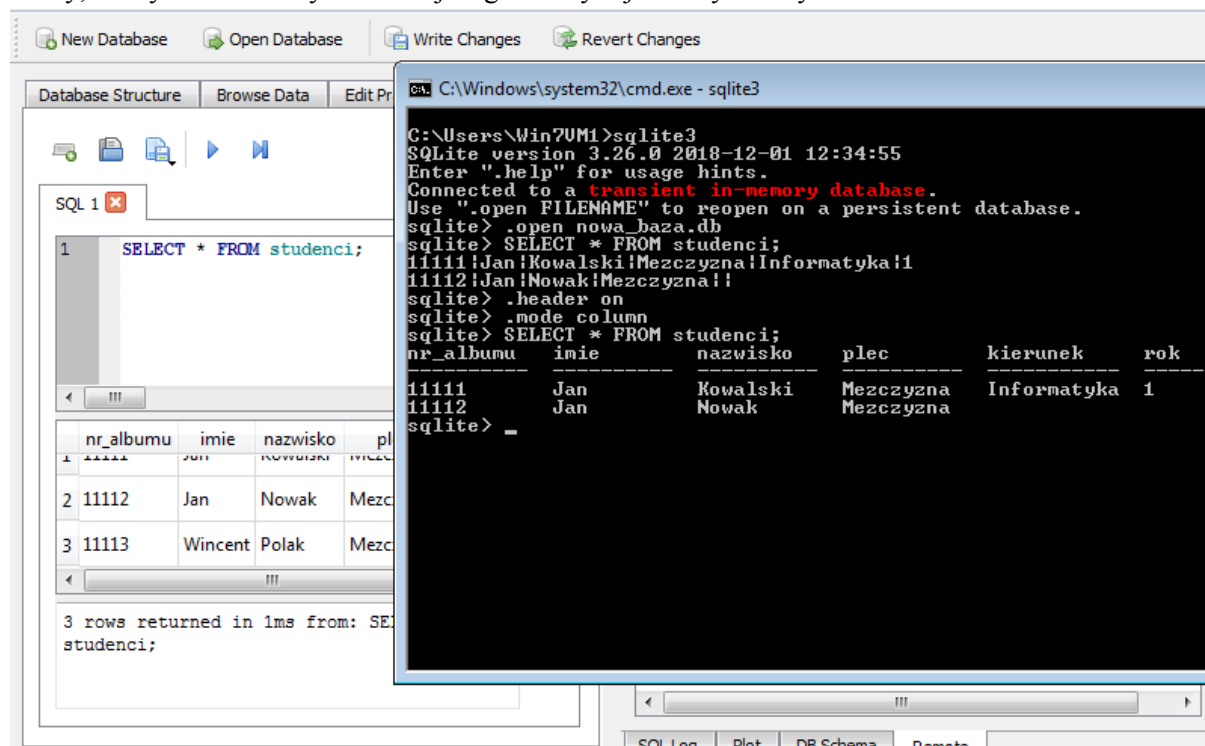 New Database Open Database Write Changes Revert Changes
Database Structure Browse Data Edit Pr
SQL 1
1 SELECT * FROM studenci;
nr_albumu imie nazwisko
1 11111 Jan Kowalski
2 11112 Jan Nowak Mezc
3 11113 Wincent Polak Mezc
3 rows returned in 1ms from: SE
studenci;
C:\Windows\system32\cmd.exe - sqlite3
C:\Users\Win7VM1>sqlite3
SQLite version 3.26.0 2018-12-01 12:34:55
Enter ".help" for usage hints.
Connected to a transient in-memory database.
Use ".open FILENAME" to reopen on a persistent database.
sqlite> .open nowa_baza.db
sqlite> SELECT * FROM studenci;
11111|Jan|Kowalski|Mezczyzna|Informatyka|1
11112|Jan|Nowak|Mezczyzna||
sqlite> .header on
sqlite> .mode column
sqlite> SELECT * FROM studenci;
nr_albumu imie nazwisko plec kierunek rok
---------- ---------- ---------- ---------- ----------- -----
11111 Jan Kowalski Mezczyzna Informatyka 1
11112 Jan Nowak Mezczyzna
sqlite> _
SQL Log Plot DB Schema Remote